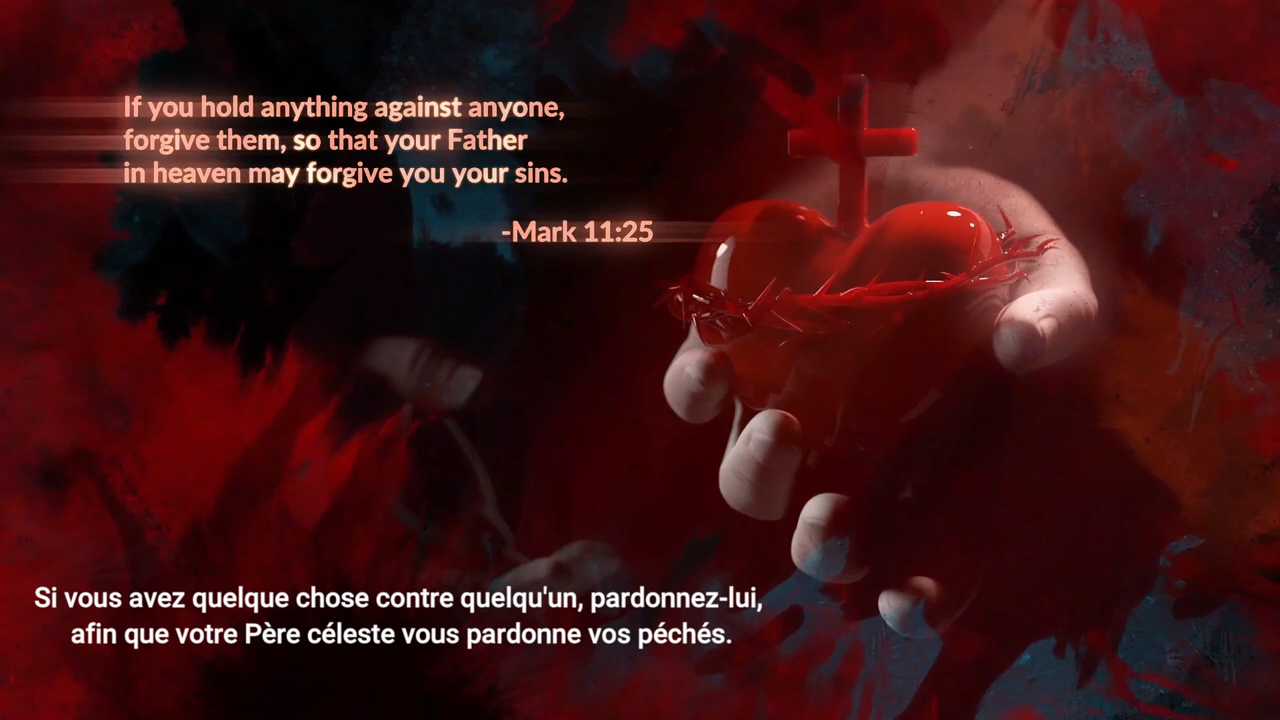 If you hold anything against anyone,
forgive them, so that your Father
in heaven may forgive you your sins.
-Mark 11:25
Si vous avez quelque chose contre quelqu'un, pardonnez-lui,
afin que votre Père céleste vous pardonne vos péchés.